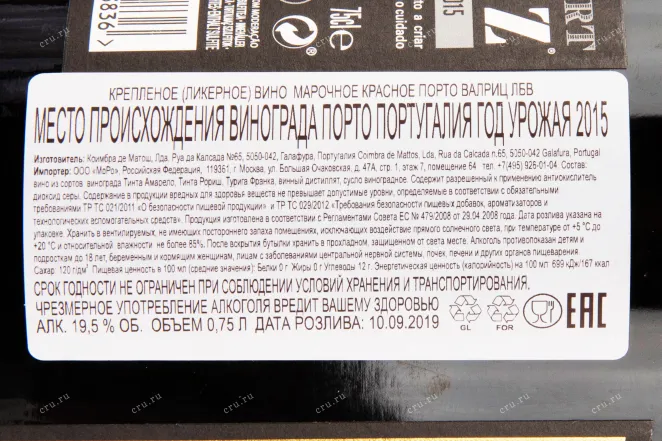 8836
75cl e
2015
te a criar
o cuidado
RT
Z
КРЕПЛЕНОЕ (ЛИКЕРНОЕ) ВИНО МАРОЧНОЕ КРАСНОЕ ПОРТО ВАЛРИЦ ЛБВ
МЕСТО ПРОИСХОЖДЕНИЯ ВИНОГРАДА ПОРТО ПОРТУГАЛИЯ ГОД УРОЖАЯ 2015
Изготовитель: Коимбра де Матош, Лда. Руа да Калсада №65, 5050-042, Галафура, Португалия Coimbra de Mattos, Lda, Rua da Calcada n.65, 5050-042 Galafura, Portugal
Импортер: ООО «МэРо», Российская Федерация, 119361, г Москва, ул. Большая Очаковская, д. 47А, стр. 1, этаж 7, помещение 64 тел. +7(495) 926-01-04 Состав:
вино из сортов винограда Тинта Амарело, Тинта Рориш, Турига Франка, винный дистиллят, сусло виноградное. Содержит разрешенный к применению антиокислитель
диоксид серы. Содержание в продукции вредных для здоровья веществ не превышает допустимые уровни, определяемые в соответствии с обязательными
требованиями ТР ТС 021/2011 «О безопасности пищевой продукции» и ТР ТС 029/2012 «Требования безопасности пищевых добавок, ароматизаторов и
технологических вспомогательных средств». Продукция изготовлена в соответствии с Регламентами Совета ЕС № 479/2008 от 29.04 2008 год. Дата розлива указана на
упаковке. Хранить в вентилируемых, не имеющих постороннего запаха помещениях, исключающих воздействие прямого солнечного света, при температуре от +5 °С до
+20 °С и относительной влажности не более 85%. После вскрытия бутылки хранить в прохладном, защищенном от света месте. Алкоголь противопоказан детям и
подросткам до 18 лет, беременным и кормящим женщинам, лицам с заболеваниями центральной нервной системы, почек, печени и других органов пищеварения.
Сахар 120 г/дм³ Пищевая ценность в 100 мл (средние значения): Белки 0 г Жиры 0 г Углеводы 12 г. Энергетическая ценность (калорийность) на 100 мл: 699 кДж/167 ккал
СРОК ГОДНОСТИ НЕ ОГРАНИЧЕН ПРИ СОБЛЮДЕНИИ УСЛОВИЙ ХРАНЕНИЯ И ТРАНСПОРТИРОВАНИЯ.
ЧРЕЗМЕРНОЕ УПОТРЕБЛЕНИЕ АЛКОГОЛЯ ВРЕДИТ ВАШЕМУ ЗДОРОВЬЮ
АЛК. 19,5 % ОБ. ОБЪЕМ 0,75 Л ДАТА РОЗЛИВА: 10.09.2019
GL
FOR
EAC